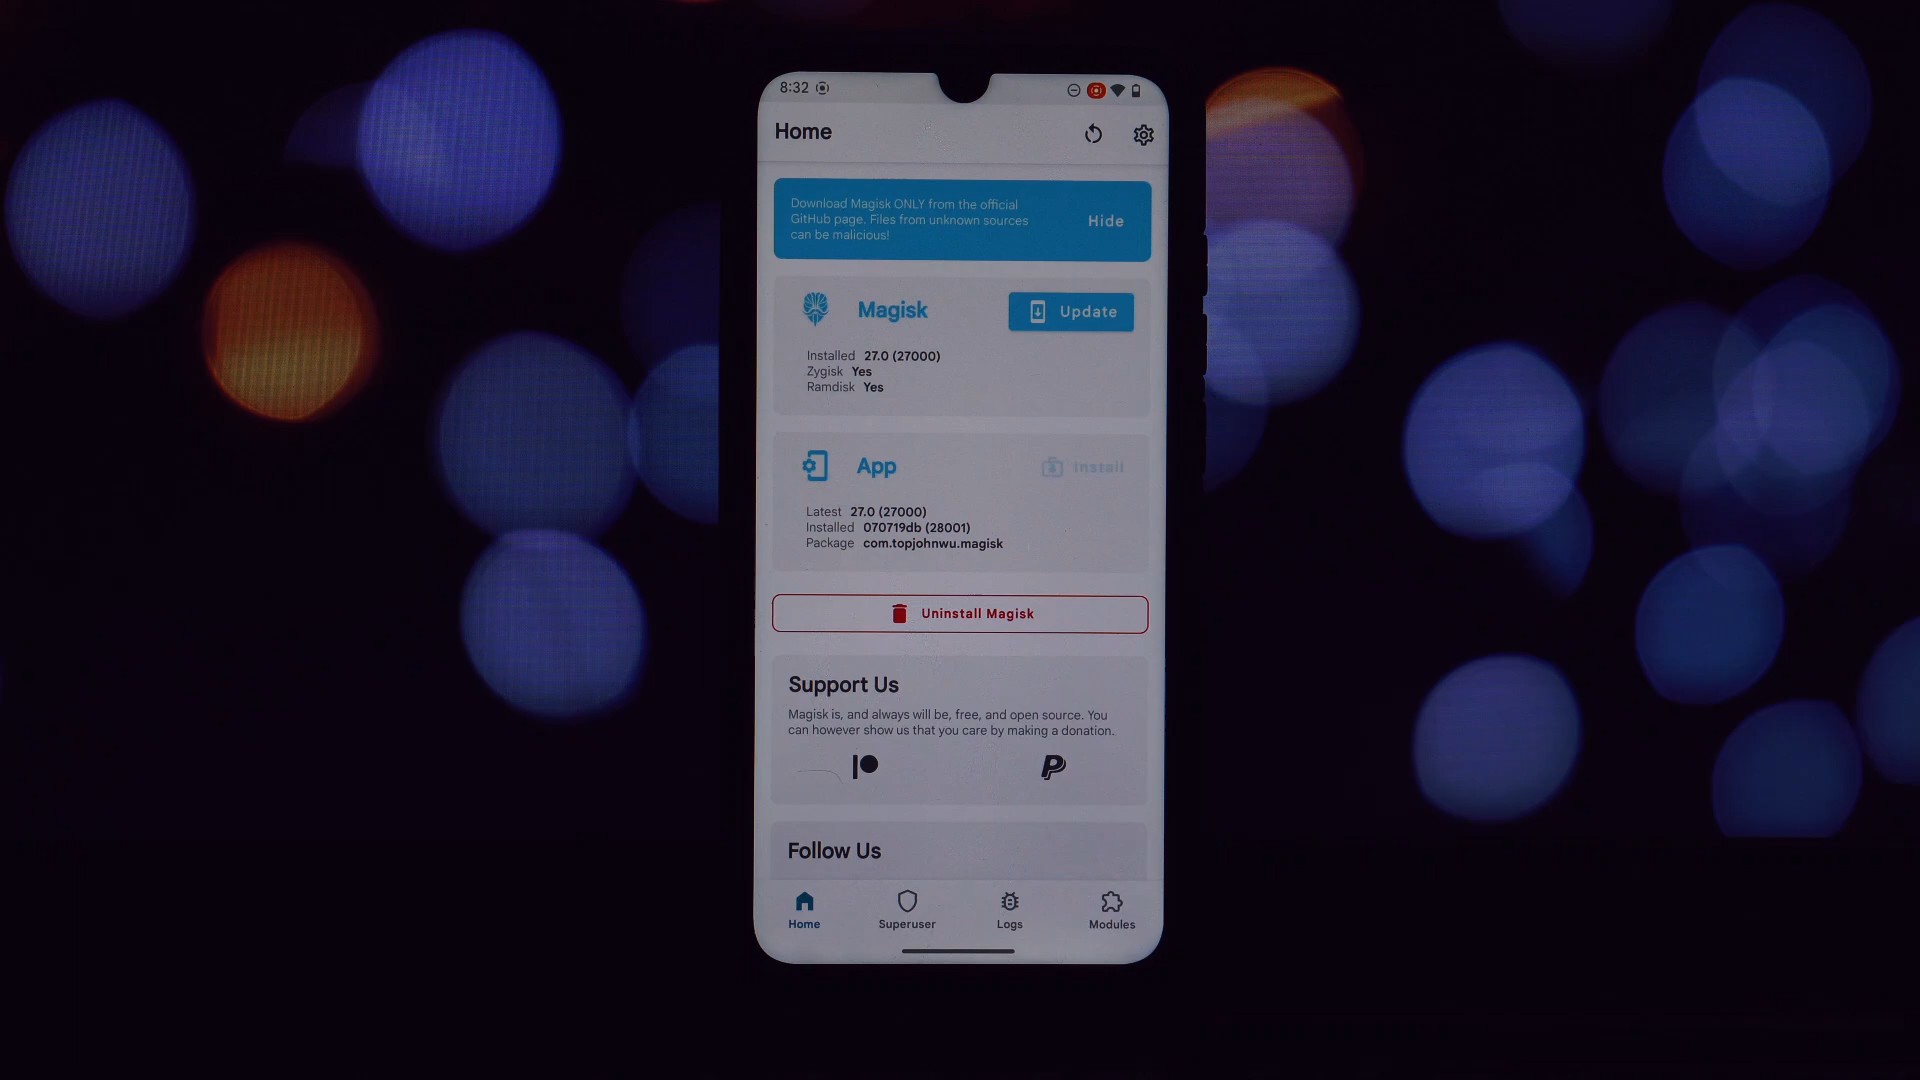 8:32
Home
Download Magisk ONLY from the official
GitHub page. Files from unknown sources
can be malicious!
Hide
Magisk
Update
Installed 27.0 (27000)
Zygisk Yes
Ramdisk Yes
App
Install
Latest 27.0 (27000)
Installed 070719db (28001)
Package com.topjohnwu.magisk
Uninstall Magisk
Support Us
Magisk is, and always will be, free, and open source. You
can however show us that you care by making a donation.
Follow Us
Home
Superuser
Logs
Modules